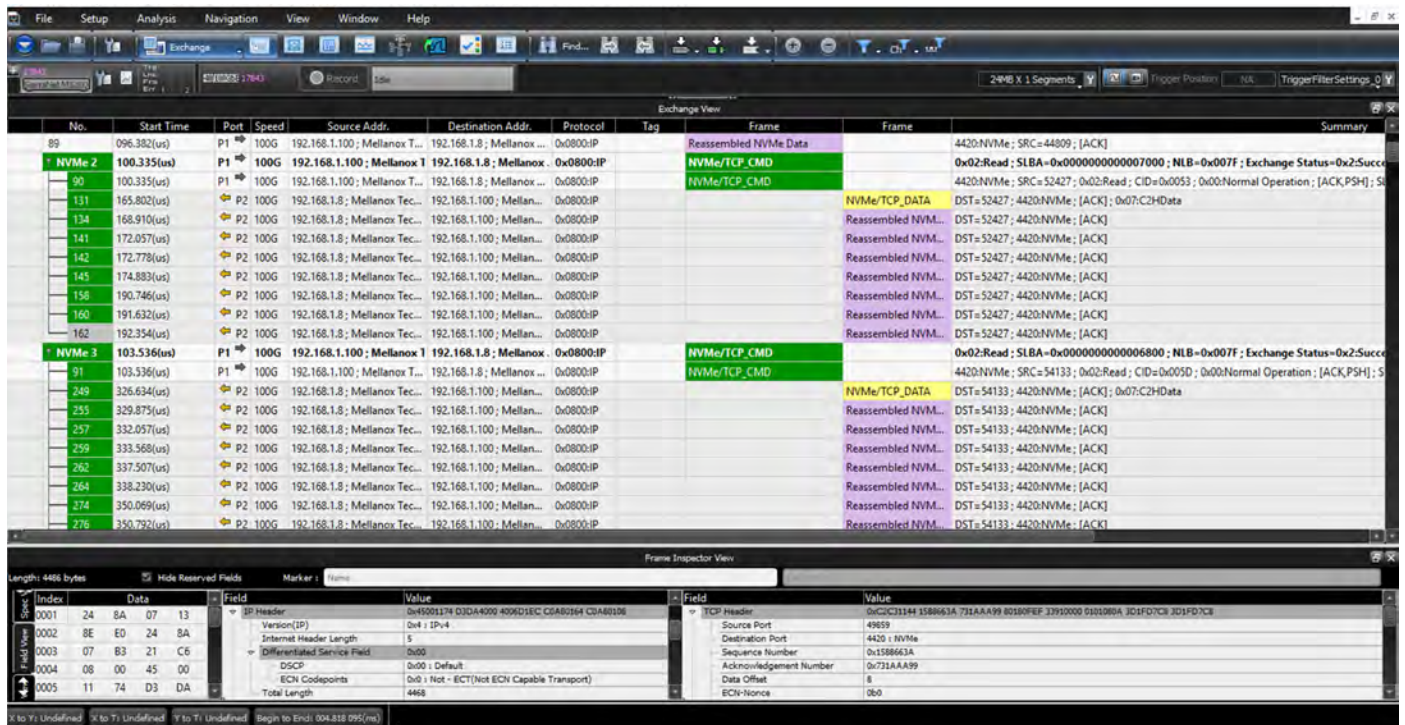 File Setup Analysis Navigation View Window Help
Exchange Find...
17843 Record Idle 24MB X 1 Segments Trigger Position NA TriggerFilterSettings_0
Exchange View
No. Start Time Port Speed Source Addr. Destination Addr. Protocol Tag Frame Frame Summary
89 096.382(us) P1 100G 192.168.1.100 ; Mellanox T... 192.168.1.8 ; Mellanox ... 0x0800:IP Reassembled NVMe Data 4420:NVMe ; SRC=44809 ; [ACK]
NVMe 2 100.335(us) P1 100G 192.168.1.100 ; Mellanox T 192.168.1.8 ; Mellanox . 0x0800:IP NVMe/TCP_CMD 0x02:Read ; SLBA=0x0000000000007000 ; NLB=0x007F ; Exchange Status=0x2:Succe
90 100.335(us) P1 100G 192.168.1.100 ; Mellanox T... 192.168.1.8 ; Mellanox ... 0x0800:IP NVMe/TCP_CMD 4420:NVMe ; SRC=52427 ; 0x02:Read ; CID=0x0053 ; 0x00:Normal Operation ; [ACK,PSH] ; SL
131 165.802(us) P2 100G 192.168.1.8 ; Mellanox Tec... 192.168.1.100 ; Mellan... 0x0800:IP NVMe/TCP_DATA DST=52427 ; 4420:NVMe ; [ACK] ; 0x07:C2HData
134 168.910(us) P2 100G 192.168.1.8 ; Mellanox Tec... 192.168.1.100 ; Mellan... 0x0800:IP Reassembled NVM... DST=52427 ; 4420:NVMe ; [ACK]
141 172.057(us) P2 100G 192.168.1.8 ; Mellanox Tec... 192.168.1.100 ; Mellan... 0x0800:IP Reassembled NVM... DST=52427 ; 4420:NVMe ; [ACK]
142 172.778(us) P2 100G 192.168.1.8 ; Mellanox Tec... 192.168.1.100 ; Mellan... 0x0800:IP Reassembled NVM... DST=52427 ; 4420:NVMe ; [ACK]
145 174.883(us) P2 100G 192.168.1.8 ; Mellanox Tec... 192.168.1.100 ; Mellan... 0x0800:IP Reassembled NVM... DST=52427 ; 4420:NVMe ; [ACK]
158 190.746(us) P2 100G 192.168.1.8 ; Mellanox Tec... 192.168.1.100 ; Mellan... 0x0800:IP Reassembled NVM... DST=52427 ; 4420:NVMe ; [ACK]
160 191.632(us) P2 100G 192.168.1.8 ; Mellanox Tec... 192.168.1.100 ; Mellan... 0x0800:IP Reassembled NVM... DST=52427 ; 4420:NVMe ; [ACK]
162 192.354(us) P2 100G 192.168.1.8 ; Mellanox Tec... 192.168.1.100 ; Mellan... 0x0800:IP Reassembled NVM... DST=52427 ; 4420:NVMe ; [ACK]
NVMe 3 103.536(us) P1 100G 192.168.1.100 ; Mellanox T 192.168.1.8 ; Mellanox . 0x0800:IP NVMe/TCP_CMD 0x02:Read ; SLBA=0x0000000000006800 ; NLB=0x007F ; Exchange Status=0x2:Succe
91 103.536(us) P1 100G 192.168.1.100 ; Mellanox T... 192.168.1.8 ; Mellanox ... 0x0800:IP NVMe/TCP_CMD 4420:NVMe ; SRC=54133 ; 0x02:Read ; CID=0x005D ; 0x00:Normal Operation ; [ACK,PSH] ; S
249 326.634(us) P2 100G 192.168.1.8 ; Mellanox Tec... 192.168.1.100 ; Mellan... 0x0800:IP NVMe/TCP_DATA DST=54133 ; 4420:NVMe ; [ACK] ; 0x07:C2HData
255 329.875(us) P2 100G 192.168.1.8 ; Mellanox Tec... 192.168.1.100 ; Mellan... 0x0800:IP Reassembled NVM... DST=54133 ; 4420:NVMe ; [ACK]
257 332.057(us) P2 100G 192.168.1.8 ; Mellanox Tec... 192.168.1.100 ; Mellan... 0x0800:IP Reassembled NVM... DST=54133 ; 4420:NVMe ; [ACK]
259 333.568(us) P2 100G 192.168.1.8 ; Mellanox Tec... 192.168.1.100 ; Mellan... 0x0800:IP Reassembled NVM... DST=54133 ; 4420:NVMe ; [ACK]
262 337.507(us) P2 100G 192.168.1.8 ; Mellanox Tec... 192.168.1.100 ; Mellan... 0x0800:IP Reassembled NVM... DST=54133 ; 4420:NVMe ; [ACK]
264 338.230(us) P2 100G 192.168.1.8 ; Mellanox Tec... 192.168.1.100 ; Mellan... 0x0800:IP Reassembled NVM... DST=54133 ; 4420:NVMe ; [ACK]
274 350.069(us) P2 100G 192.168.1.8 ; Mellanox Tec... 192.168.1.100 ; Mellan... 0x0800:IP Reassembled NVM... DST=54133 ; 4420:NVMe ; [ACK]
276 350.792(us) P2 100G 192.168.1.8 ; Mellanox Tec... 192.168.1.100 ; Mellan... 0x0800:IP Reassembled NVM... DST=54133 ; 4420:NVMe ; [ACK]
Frame Inspector View
Length: 4486 bytes Hide Reserved Fields Marker : Name
Spec Index Data Field Value Field Value
0001 24 8A 07 13 IP Header 0x45001174 D3DA4000 4006D1EC C0A80164 C0A80108 TCP Header 0xC2C31144 1588663A 731AAA99 80180FEF 33910000 0101080A 3D1FD7C8 3D1FD7C8
Field View 0002 8E E0 24 8A Version(IP) 0x4 : IPv4 Source Port 49859
0003 07 B3 21 C6 Internet Header Length 5 Destination Port 4420 : NVMe
Differentiated Service Field 0x00 Sequence Number 0x1588663A
0004 08 00 45 00 DSCP 0x00 : Default Acknowledgement Number 0x731AAA99
ECN Codepoints 0x0 : Not - ECT(Not ECN Capable Transport) Data Offset 8
0005 11 74 D3 DA Total Length 4468 ECN-Nonce 0b0
X to Y: Undefined X to T: Undefined Y to T: Undefined Begin to End: 004.818 095(ms)